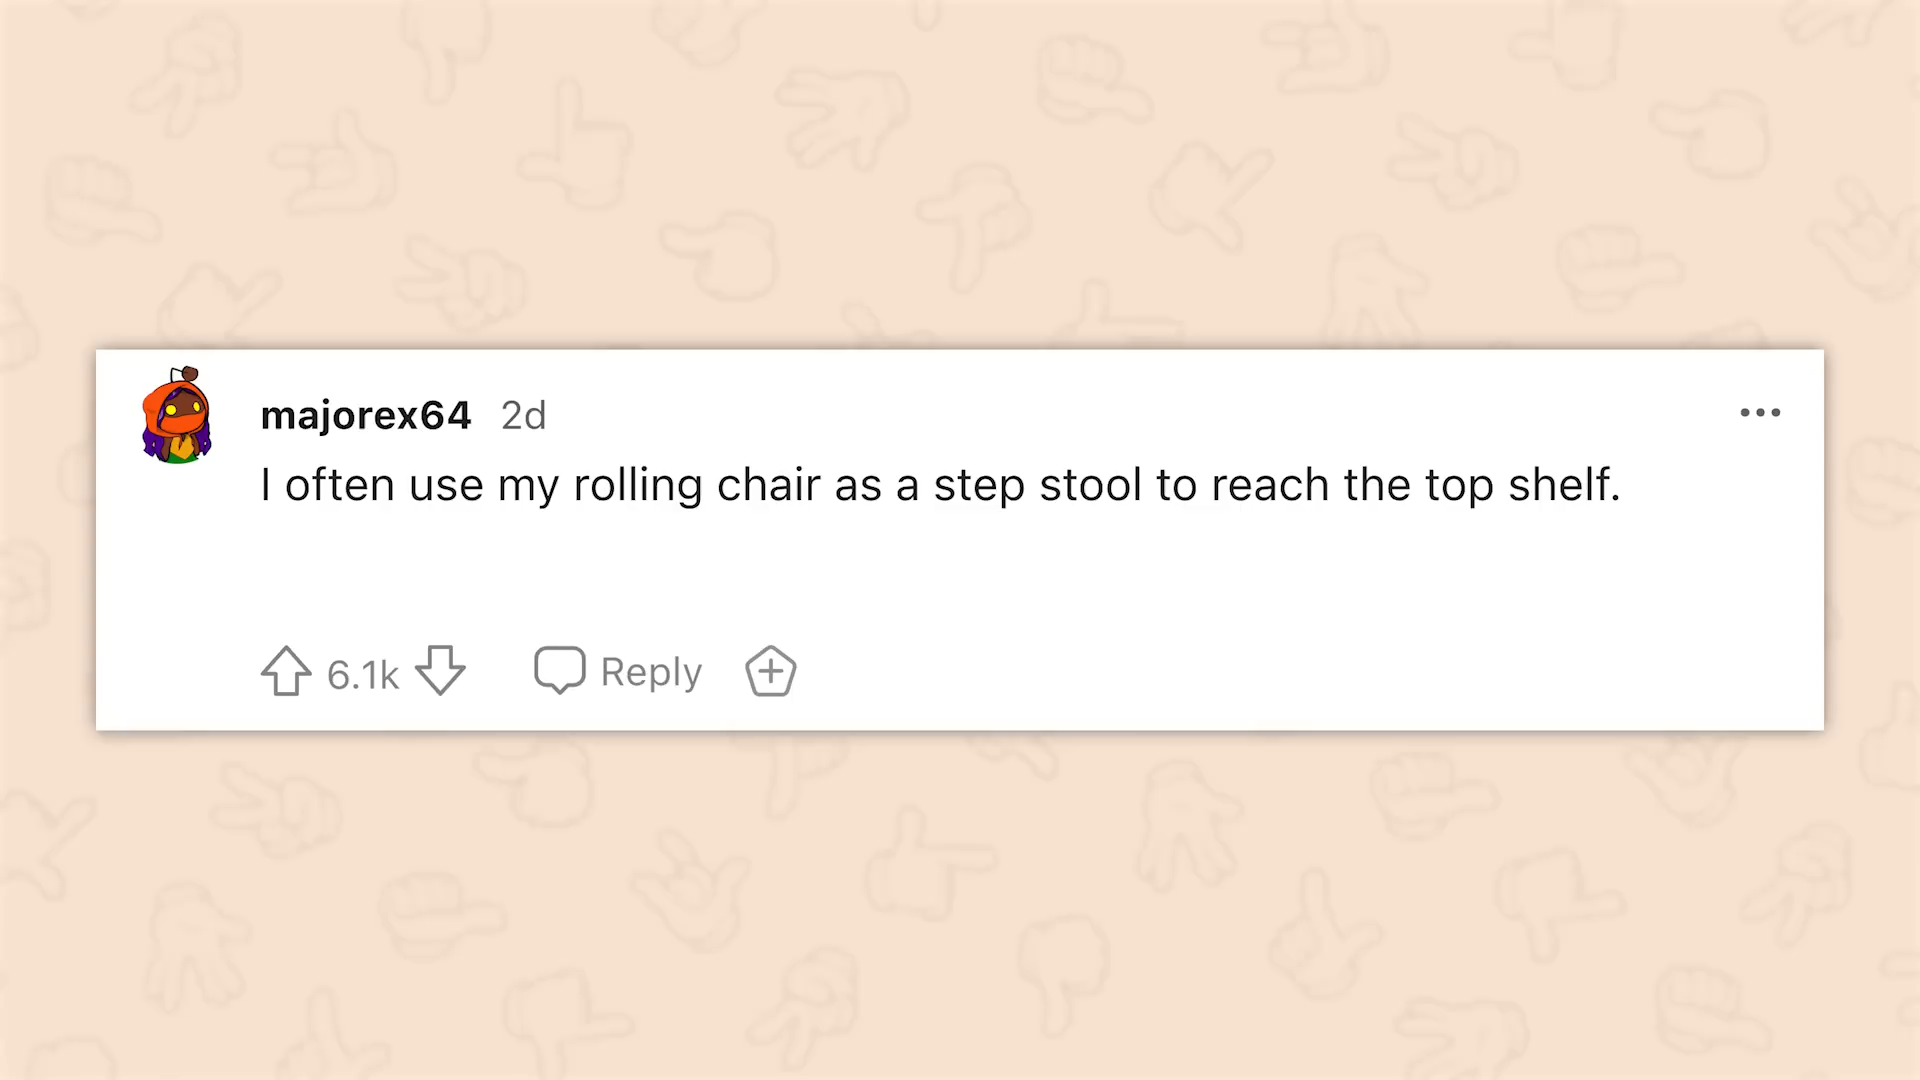 majorex64 2d
I often use my rolling chair as a step stool to reach the top shelf.
6.1k Reply